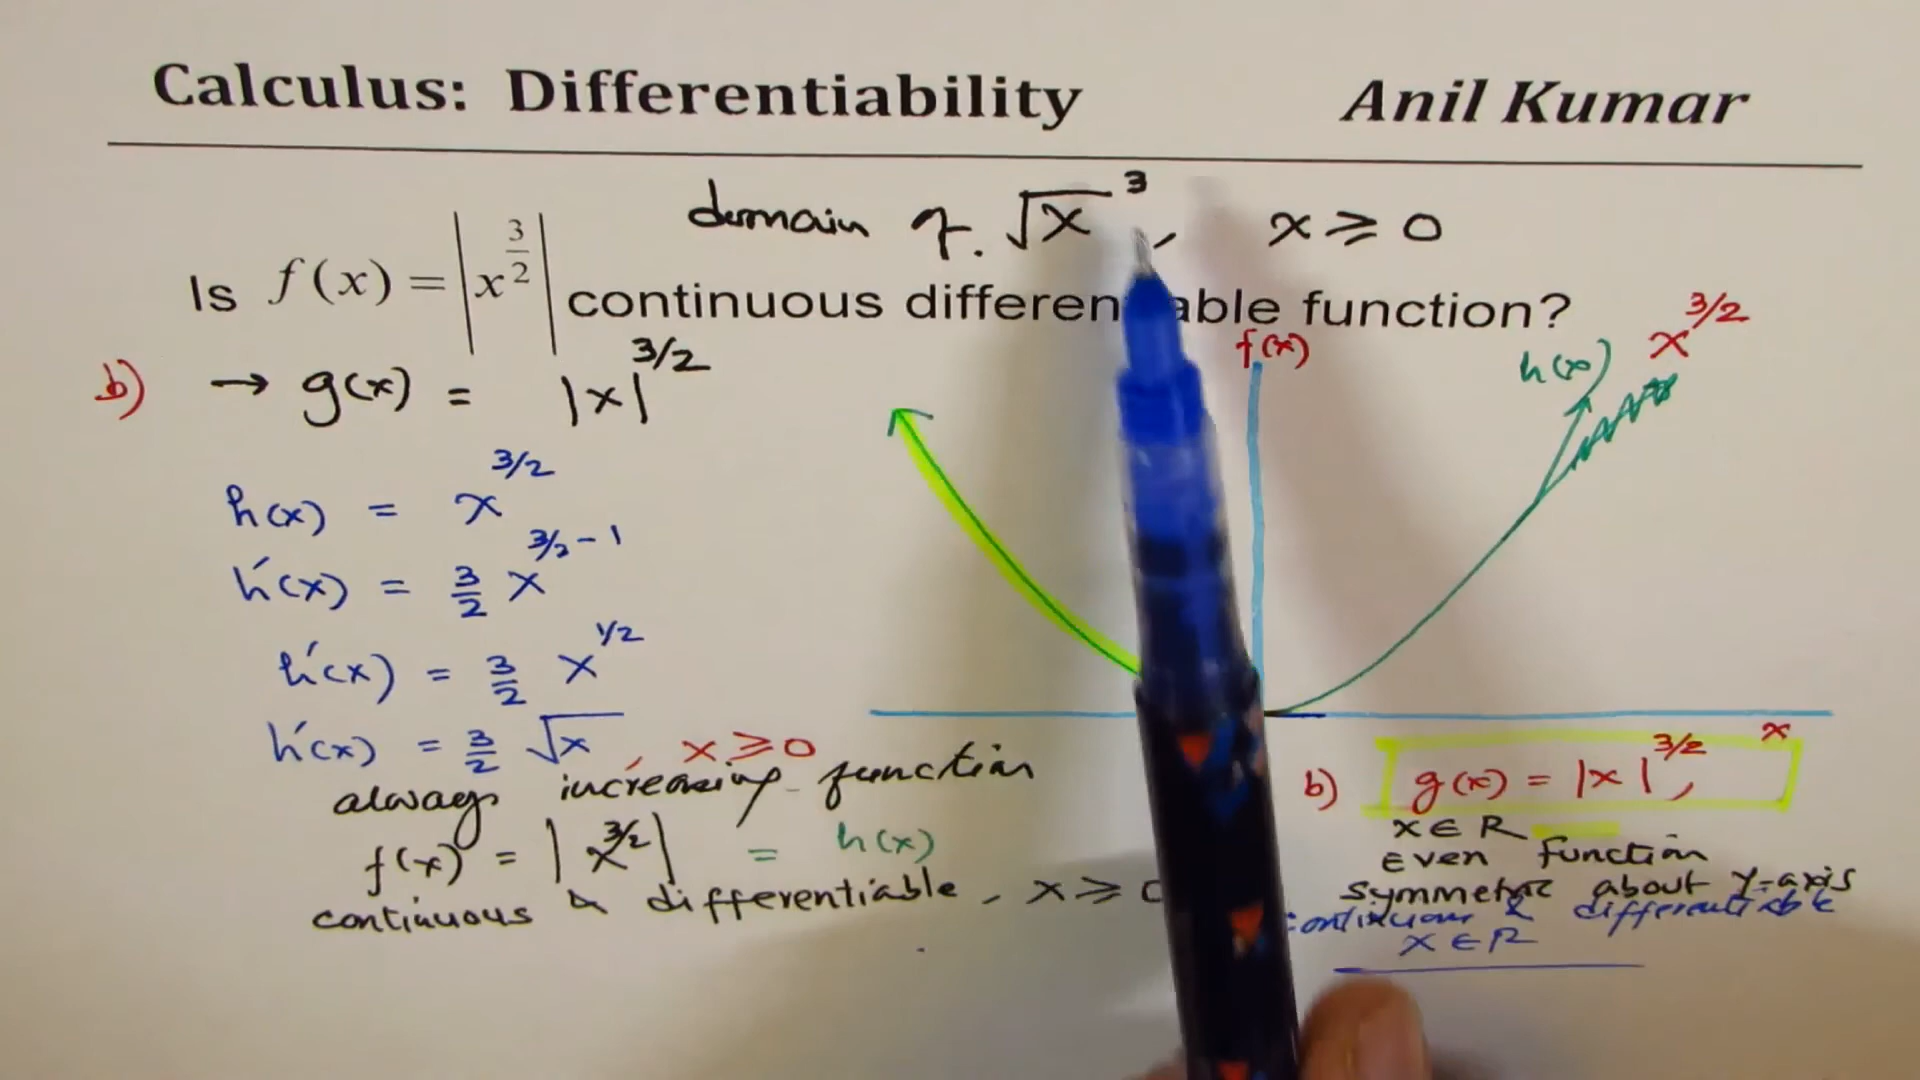 Calculus: Differentiability Anil Kumar
domain of √x³, x ≥ 0
Is f(x) = |x^(3/2)| continuous differentiable function?
b) → g(x) = |x|^(3/2)
f(x)
h(x)
x^(3/2)
h(x) = x^(3/2)
h'(x) = 3/2 x^(3/2 - 1)
h'(x) = 3/2 x^(1/2)
h'(x) = 3/2 √x, x ≥ 0
always increasing function
f(x) = |x^(3/2)| = h(x)
continuous & differentiable, x ≥ 0
x
b) g(x) = |x|^(3/2),
x ∈ R
Even function
symmetric about y-axis
continuous & differentiable
x ∈ R